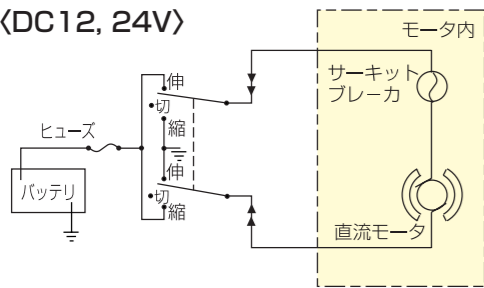 〈DC12, 24V〉
モータ内
サーキット
ブレーカ
伸
切
縮
ヒューズ
伸
切
縮
バッテリ
直流モータ